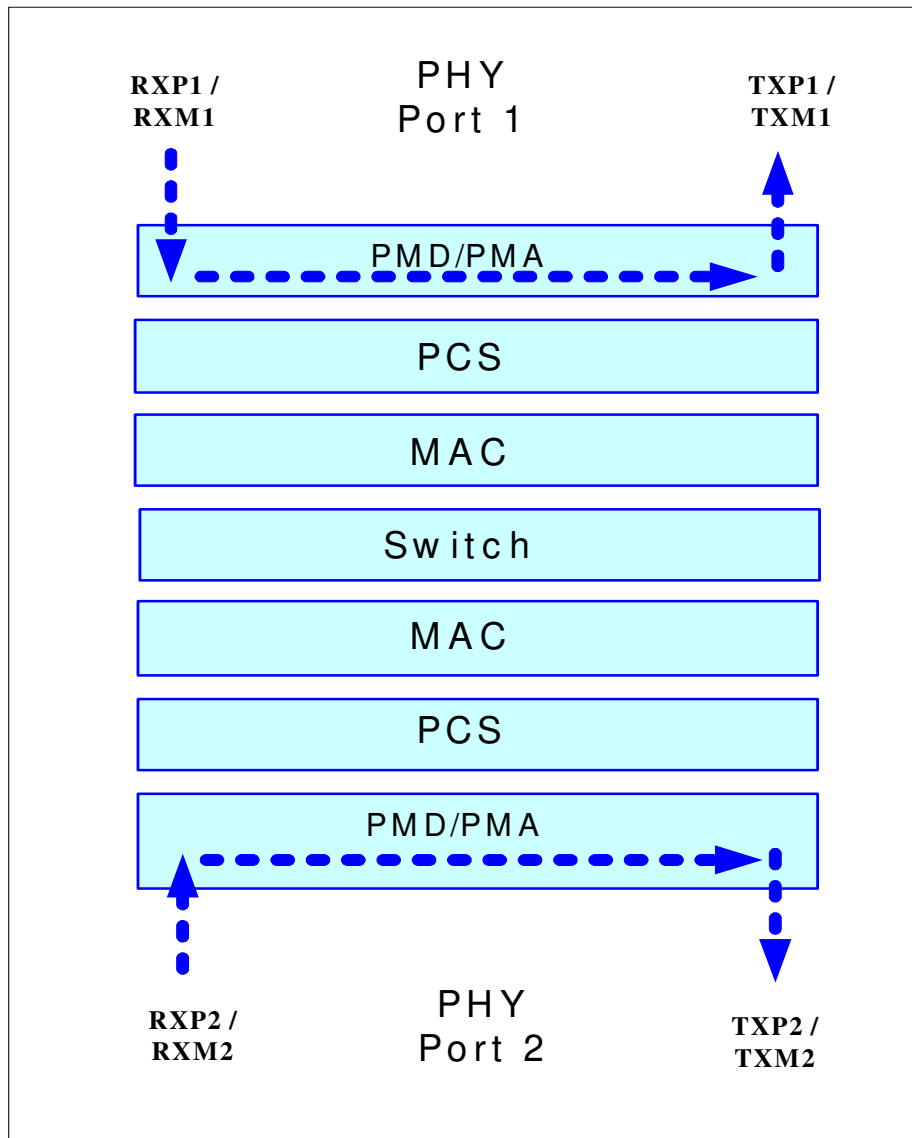 RXP1 /
RXM1
PHY
Port 1
TXP1 /
TXM1
PMD/PMA
PCS
MAC
Switch
MAC
PCS
PMD/PMA
RXP2 /
RXM2
PHY
Port 2
TXP2 /
TXM2